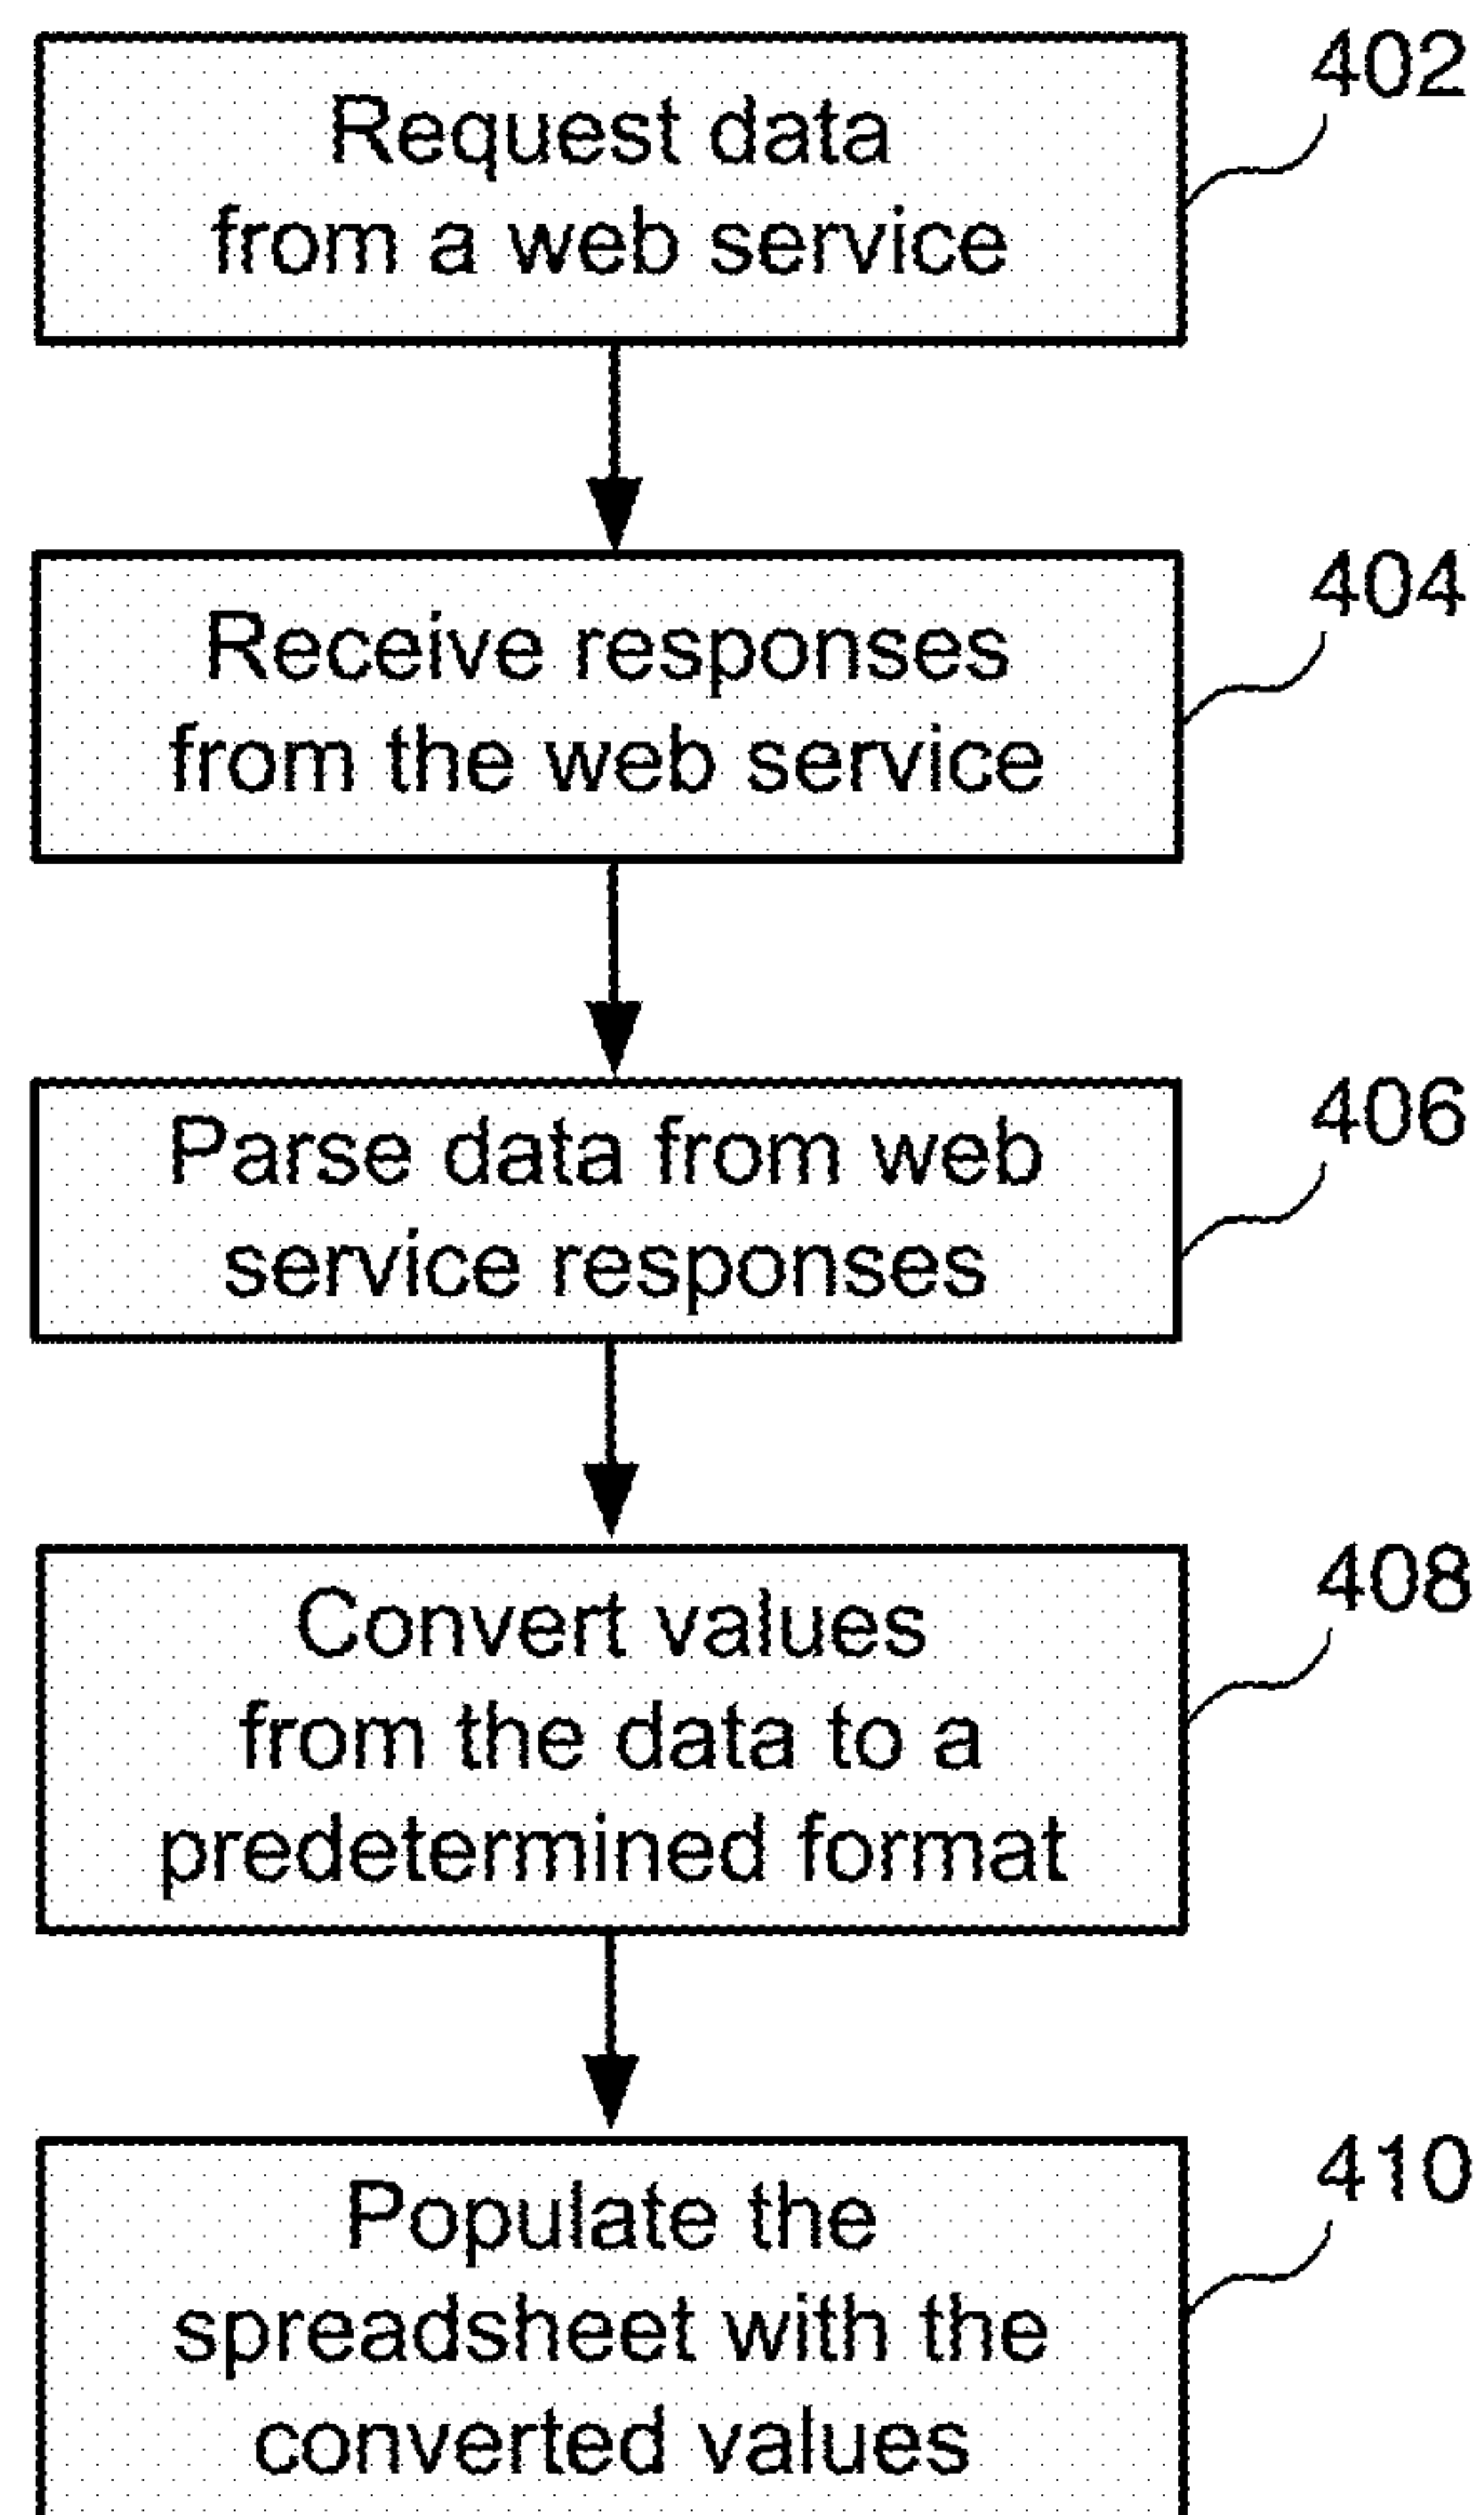 402
Request data
from a web service
404
Receive responses
from the web service
406
Parse data from web
service responses
408
Convert values
from the data to a
predetermined format
410
Populate the
spreadsheet with the
converted values